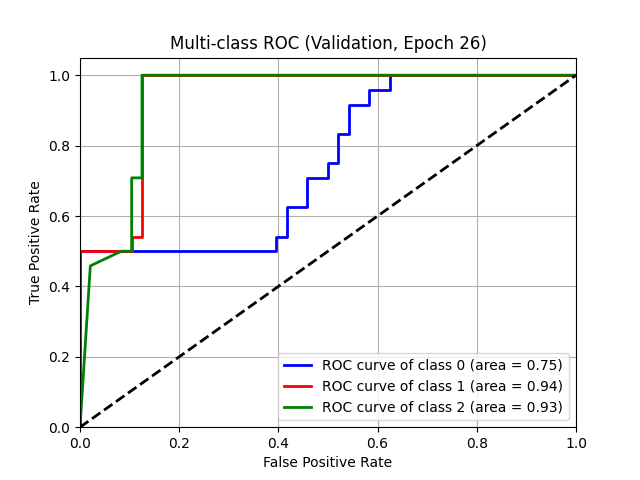 Multi-class ROC (Validation, Epoch 26)
True Positive Rate
1.0
0.8
0.6
0.4
0.2
0.0
ROC curve of class 0 (area = 0.75)
ROC curve of class 1 (area = 0.94)
ROC curve of class 2 (area = 0.93)
0.0 0.2 0.4 0.6 0.8 1.0
False Positive Rate